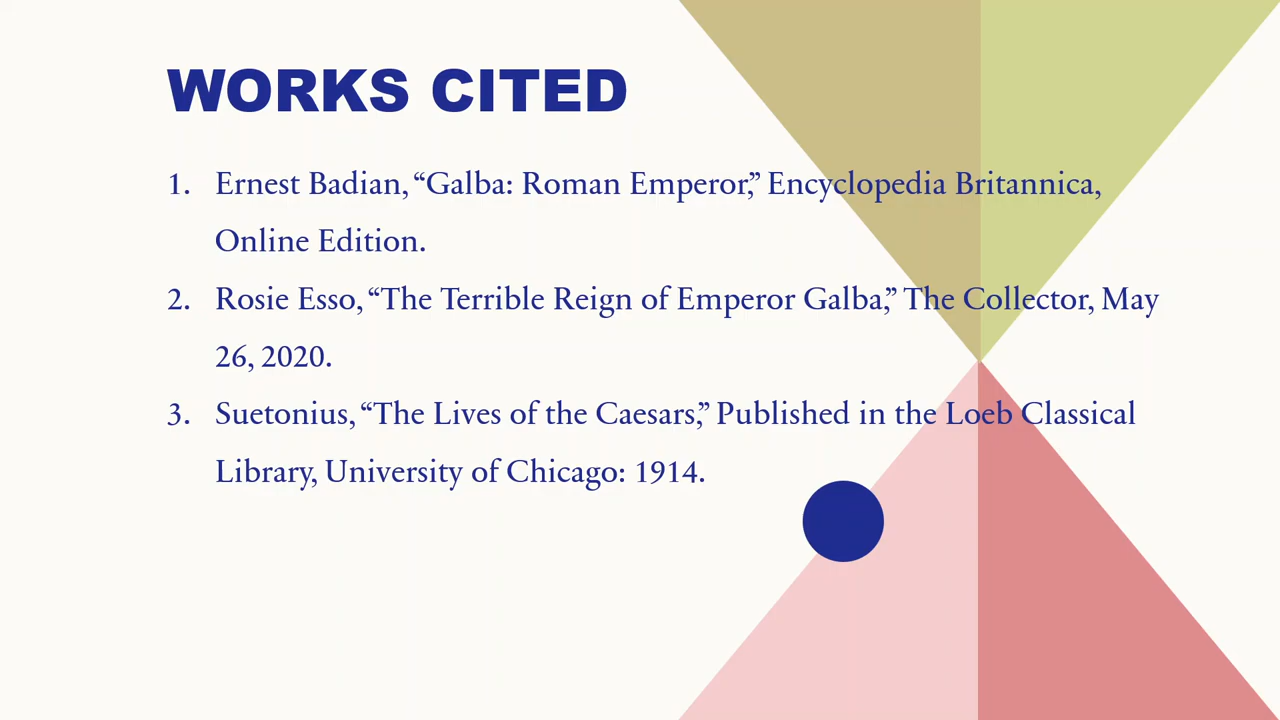 WORKS CITED
1. Ernest Badian, “Galba: Roman Emperor,” Encyclopedia Britannica,
Online Edition.
2. Rosie Esso, “The Terrible Reign of Emperor Galba,” The Collector, May
26, 2020.
3. Suetonius, “The Lives of the Caesars,” Published in the Loeb Classical
Library, University of Chicago: 1914.